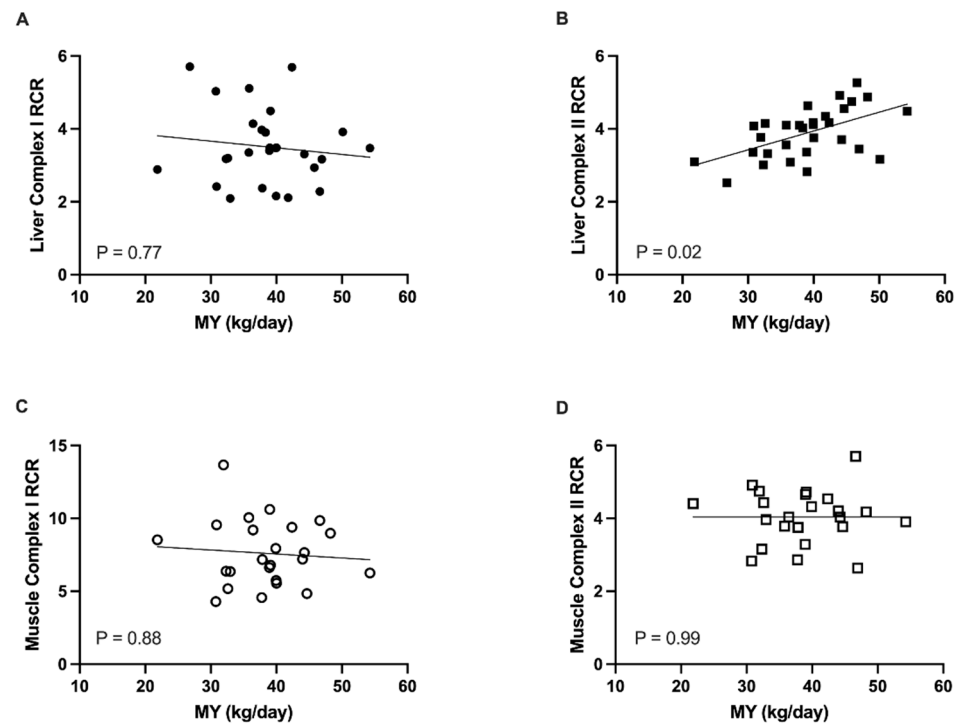 A
B
6
4
2
0
Liver Complex I RCR
P = 0.77
10 20 30 40 50 60
MY (kg/day)
6
4
2
0
Liver Complex II RCR
P = 0.02
10 20 30 40 50 60
MY (kg/day)
C
D
15
10
5
0
Muscle Complex I RCR
P = 0.88
10 20 30 40 50 60
MY (kg/day)
6
4
2
0
Muscle Complex II RCR
P = 0.99
10 20 30 40 50 60
MY (kg/day)